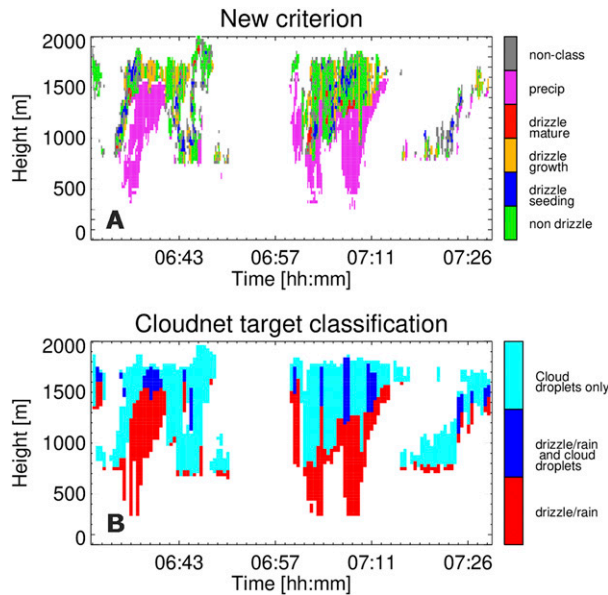 New criterion
2000
1500
1000
500
0
Height [m]
A
06:43 06:57 07:11 07:26
Time [hh:mm]
non-class
precip
drizzle
mature
drizzle
growth
drizzle
seeding
non drizzle
Cloudnet target classification
2000
1500
1000
500
0
Height [m]
B
06:43 06:57 07:11 07:26
Time [hh:mm]
Cloud
droplets only
drizzle/rain
and cloud
droplets
drizzle/rain